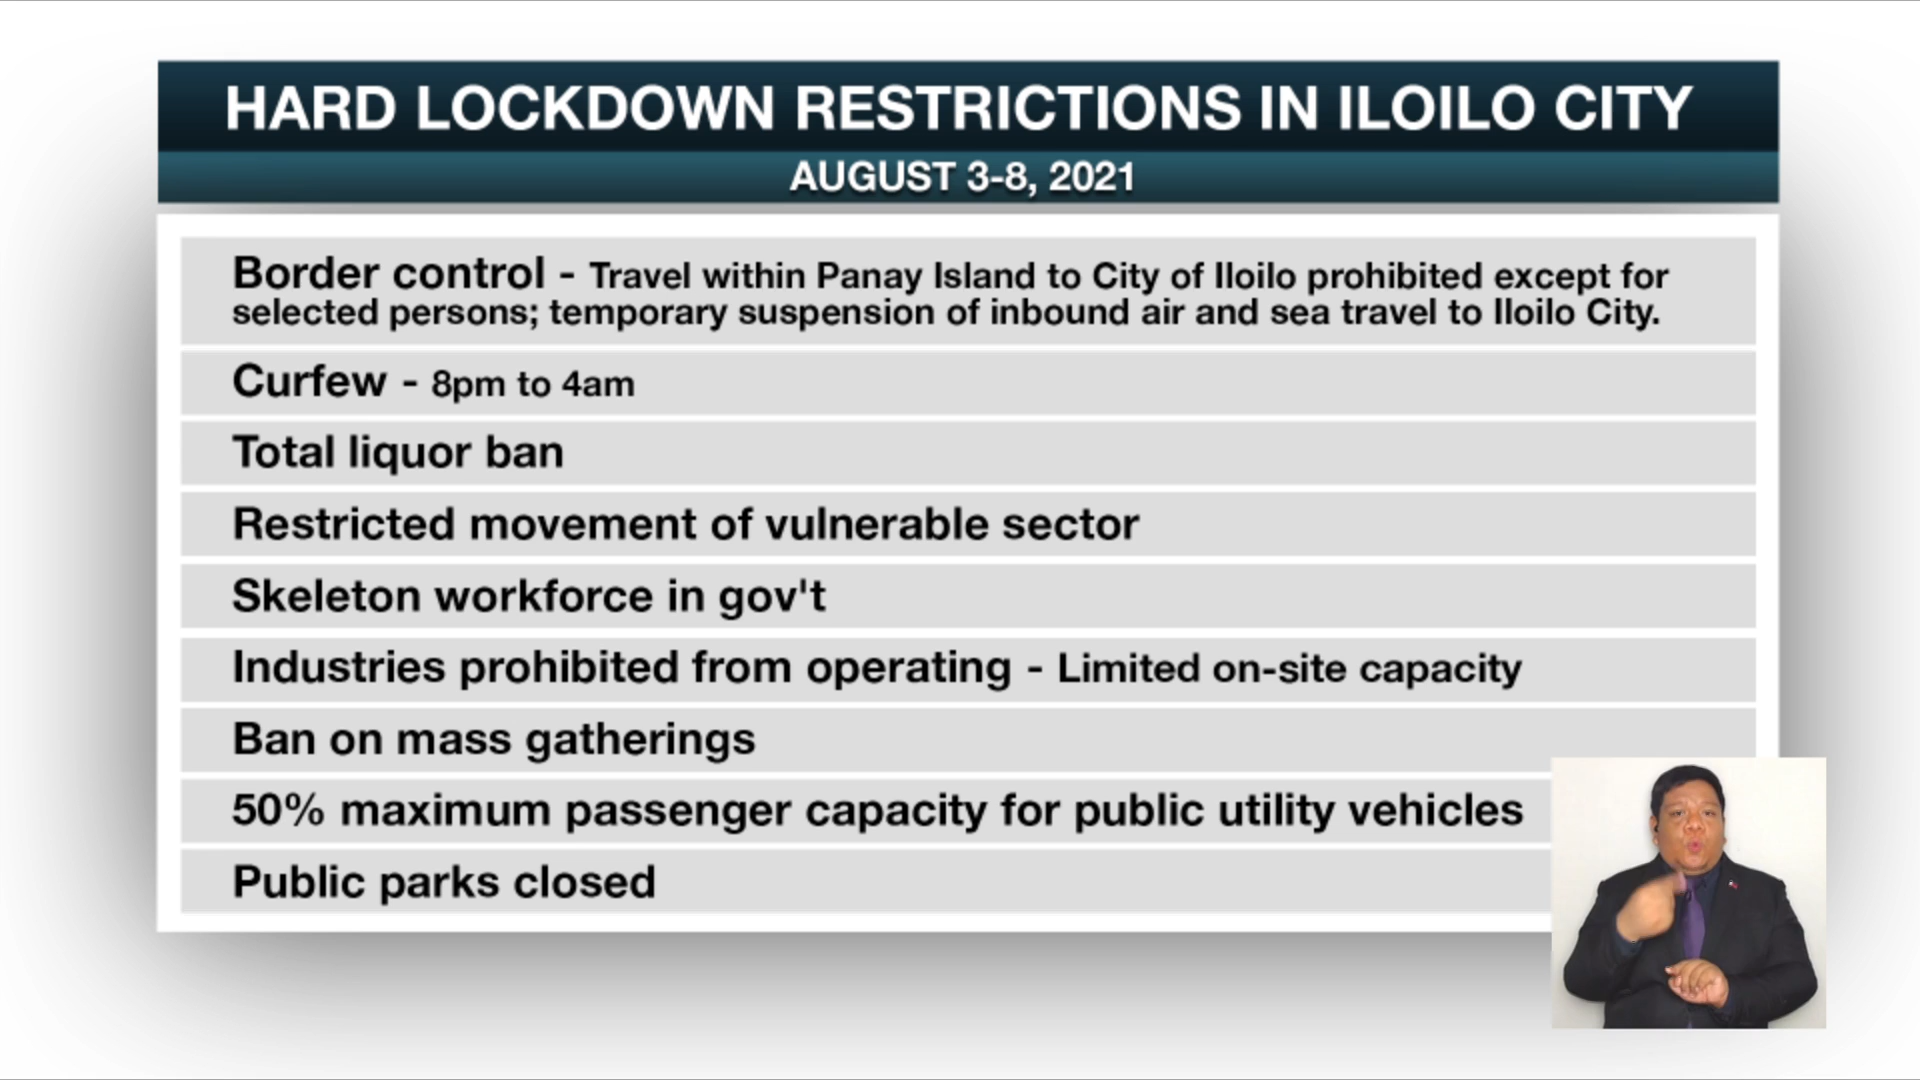 HARD LOCKDOWN RESTRICTIONS IN ILOILO CITY
AUGUST 3-8, 2021
Border control - Travel within Panay Island to City of Iloilo prohibited except for
selected persons; temporary suspension of inbound air and sea travel to Iloilo City.
Curfew - 8pm to 4am
Total liquor ban
Restricted movement of vulnerable sector
Skeleton workforce in gov't
Industries prohibited from operating - Limited on-site capacity
Ban on mass gatherings
50% maximum passenger capacity for public utility vehicles
Public parks closed